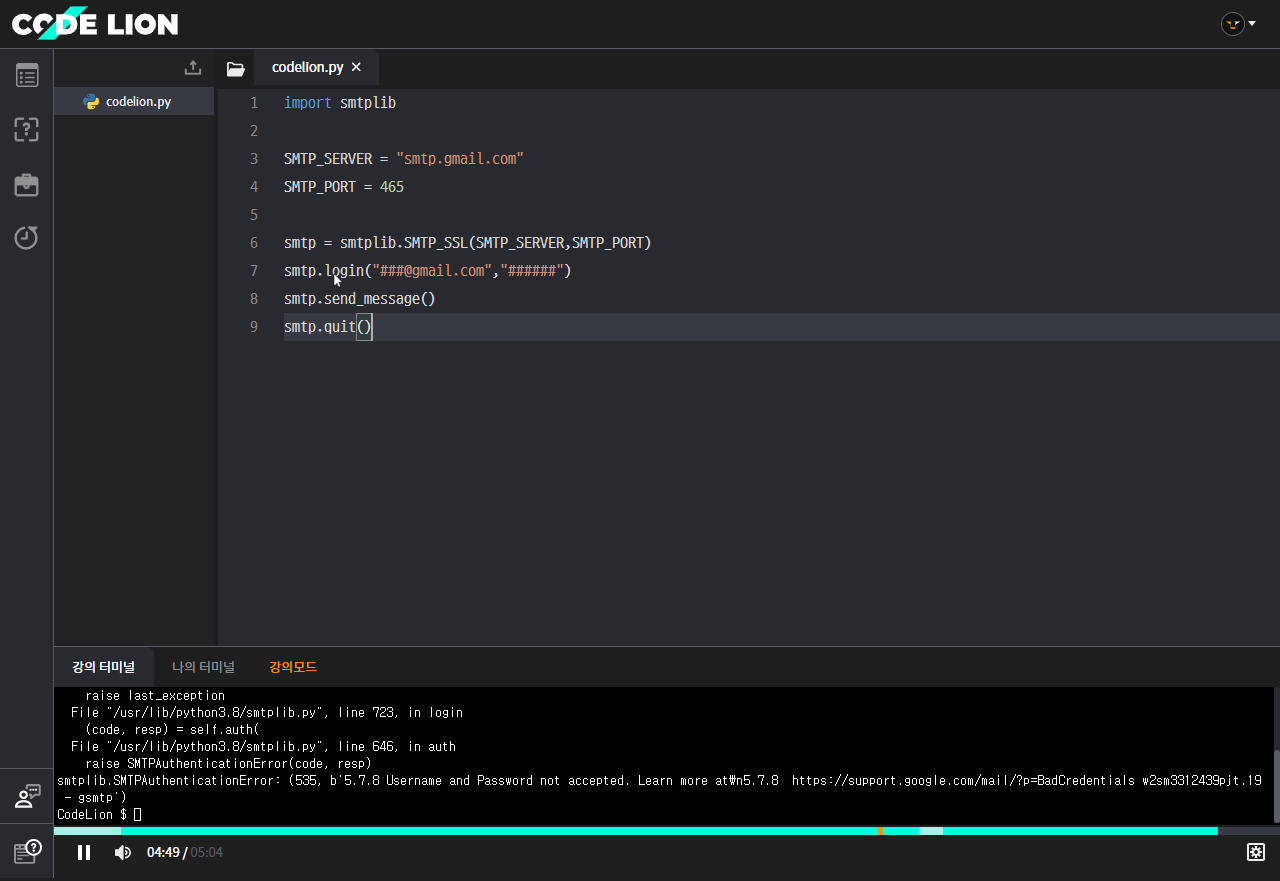 CODE LION
codelion.py
codelion.py ×
1 import smtplib
2
3 SMTP_SERVER = "smtp.gmail.com"
4 SMTP_PORT = 465
5
6 smtp = smtplib.SMTP_SSL(SMTP_SERVER,SMTP_PORT)
7 smtp.login("###@gmail.com","######")
8 smtp.send_message()
9 smtp.quit()
강의 터미널 나의 터미널 강의모드
raise last_exception
File "/usr/lib/python3.8/smtplib.py", line 723, in login
(code, resp) = self.auth(
File "/usr/lib/python3.8/smtplib.py", line 646, in auth
raise SMTPAuthenticationError(code, resp)
smtplib.SMTPAuthenticationError: (535, b'5.7.8 Username and Password not accepted. Learn more at₩n5.7.8  https://support.google.com/mail/?p=BadCredentials w2sm3312439pjt.19
- gsmtp')
CodeLion $
04:49 / 05:04